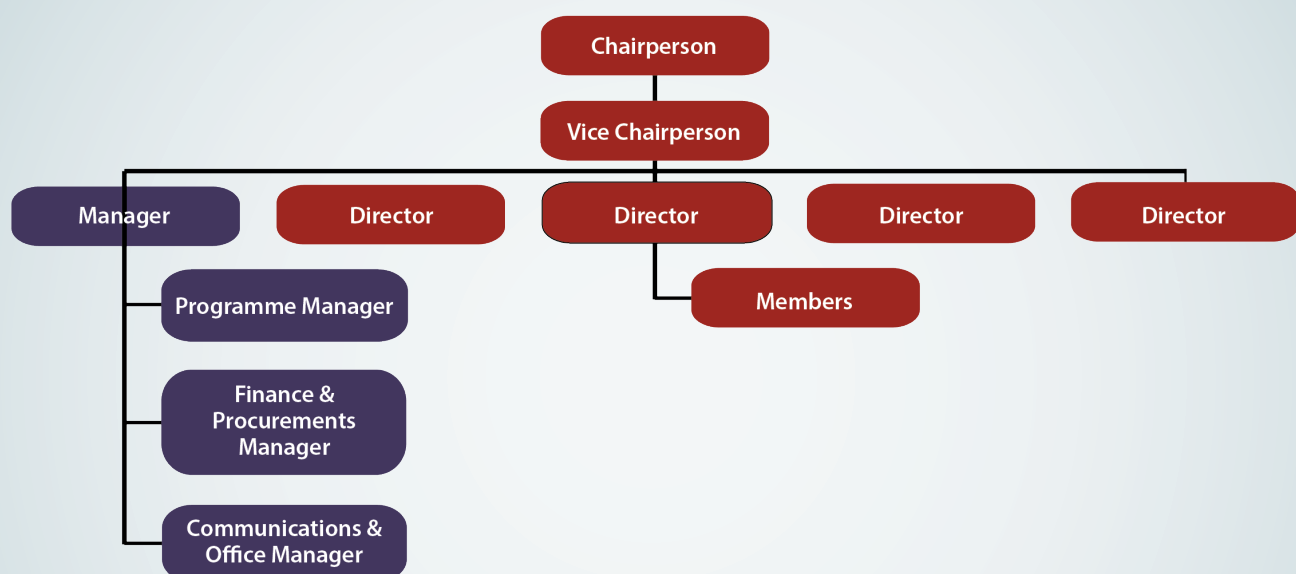 Chairperson
Vice Chairperson
Manager
Director
Director
Director
Director
Programme Manager
Members
Finance &
Procurements
Manager
Communications &
Office Manager